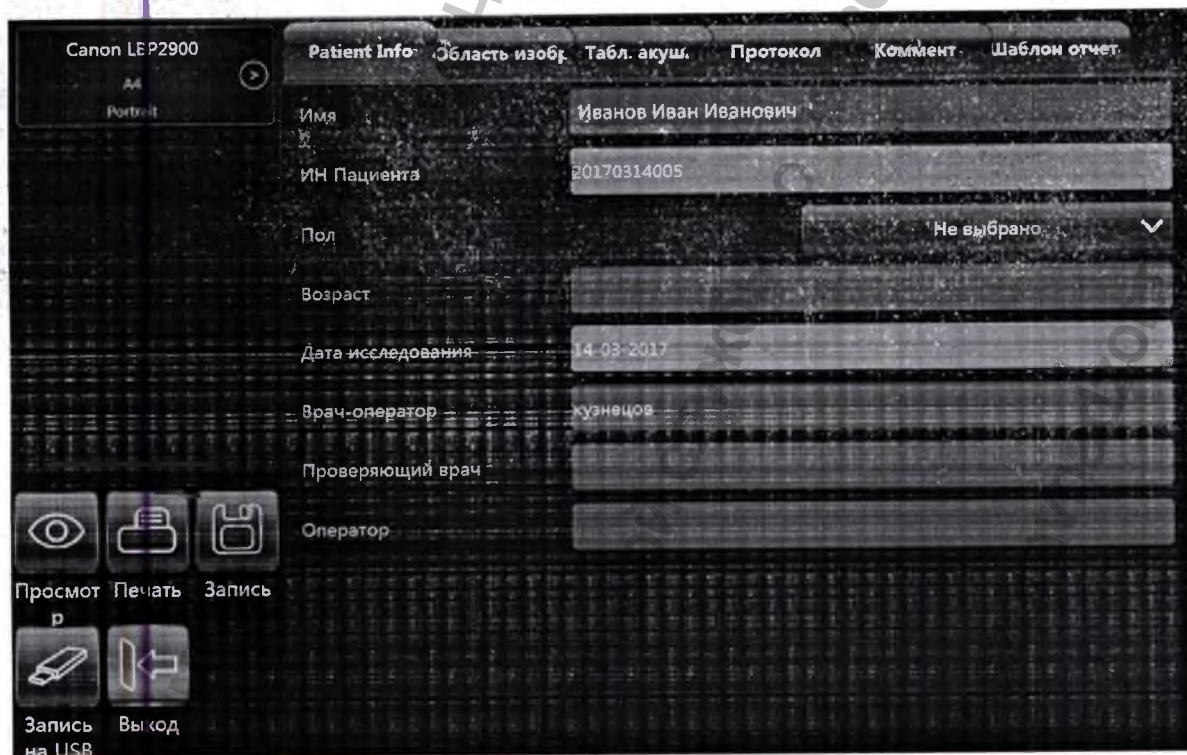 Canon LBP2900
A4
Portrait
Patient Info
Область изобр
Табл. акуш.
Протокол
Коммент.
Шаблон отчет.
Имя
Иванов Иван Иванович
ИН Пациента
20170314005
Пол
Не выбрано
Возраст
Дата исследования
14-03-2017
Врач-оператор
кузнецов
Проверяющий врач
Оператор
Просмот
р
Печать
Запись
Запись
на USB
Выход